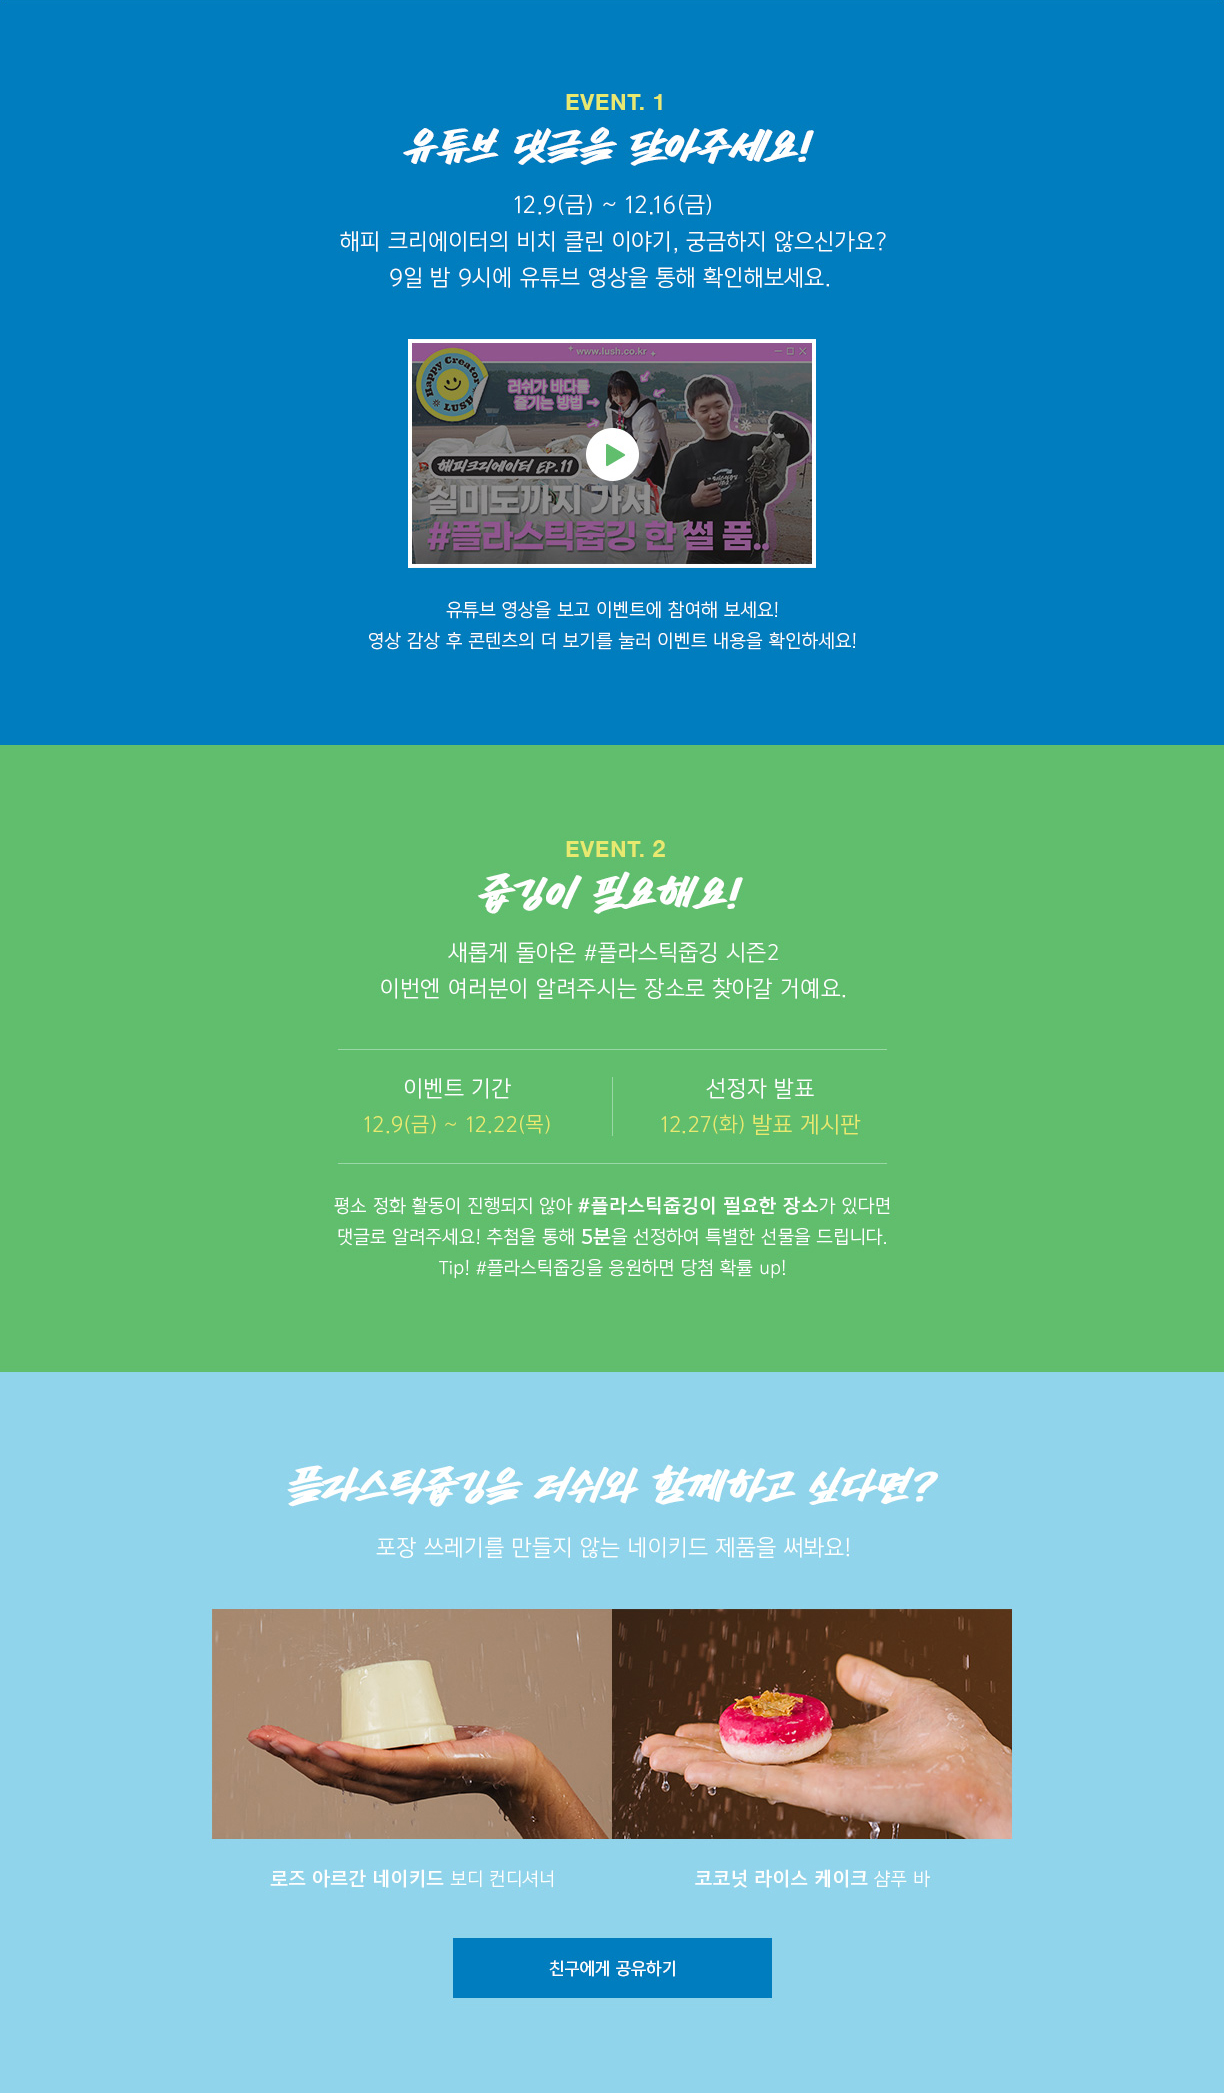 EVENT. 1
유튜브 댓글을 달아주세요!
12.9(금) ~ 12.16(금)
해피 크리에이터의 비치 클린 이야기, 궁금하지 않으신가요?
9일 밤 9시에 유튜브 영상을 통해 확인해보세요.
www.lush.co.kr
Happy Creator
LUSH
러쉬가 바다를
즐기는 방법 →
해피크리에이터 EP.11
실미도까지 가서
#플라스틱줍깅 한 썰 품..
유튜브 영상을 보고 이벤트에 참여해 보세요!
영상 감상 후 콘텐츠의 더 보기를 눌러 이벤트 내용을 확인하세요!
EVENT. 2
줍깅이 필요해요!
새롭게 돌아온 #플라스틱줍깅 시즌2
이번엔 여러분이 알려주시는 장소로 찾아갈 거예요.
이벤트 기간
12.9(금) ~ 12.22(목)
선정자 발표
12.27(화) 발표 게시판
평소 정화 활동이 진행되지 않아 #플라스틱줍깅이 필요한 장소가 있다면
댓글로 알려주세요! 추첨을 통해 5분을 선정하여 특별한 선물을 드립니다.
Tip! #플라스틱줍깅을 응원하면 당첨 확률 up!
플라스틱줍깅을 러쉬와 함께하고 싶다면?
포장 쓰레기를 만들지 않는 네이키드 제품을 써봐요!
로즈 아르간 네이키드 보디 컨디셔너
코코넛 라이스 케이크 샴푸 바
친구에게 공유하기